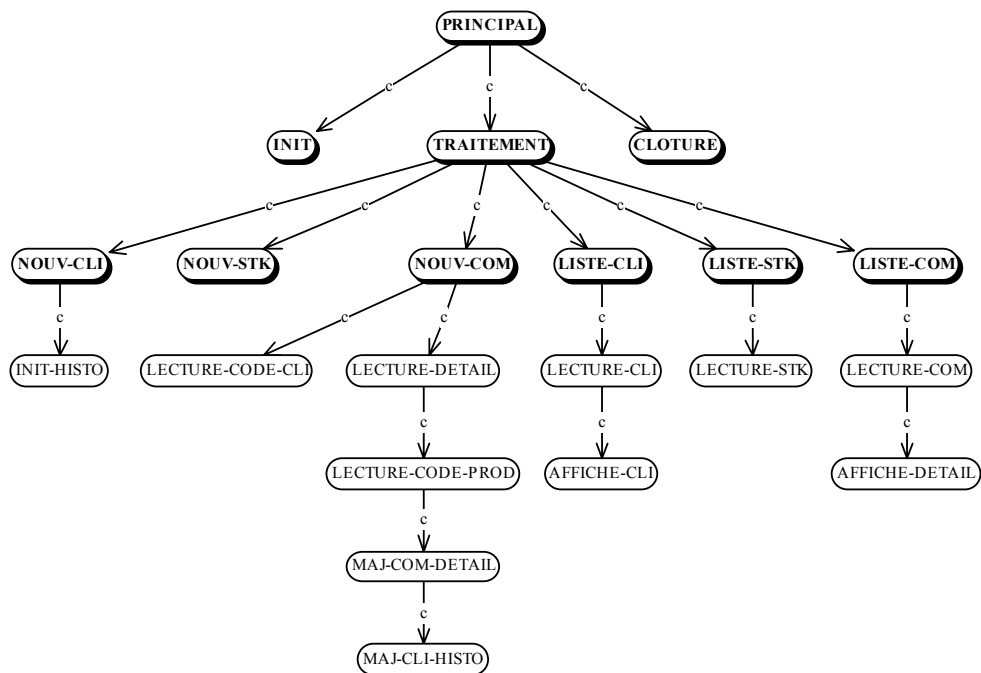 PRINCIPAL
c
c
c
INIT
TRAITEMENT
CLOTURE
c
c
c
c
c
c
NOUV-CLI
NOUV-STK
NOUV-COM
LISTE-CLI
LISTE-STK
LISTE-COM
c
c
c
c
c
c
INIT-HISTO
LECTURE-CODE-CLI
LECTURE-DETAIL
LECTURE-CLI
LECTURE-STK
LECTURE-COM
c
c
c
LECTURE-CODE-PROD
AFFICHE-CLI
AFFICHE-DETAIL
c
MAJ-COM-DETAIL
c
MAJ-CLI-HISTO